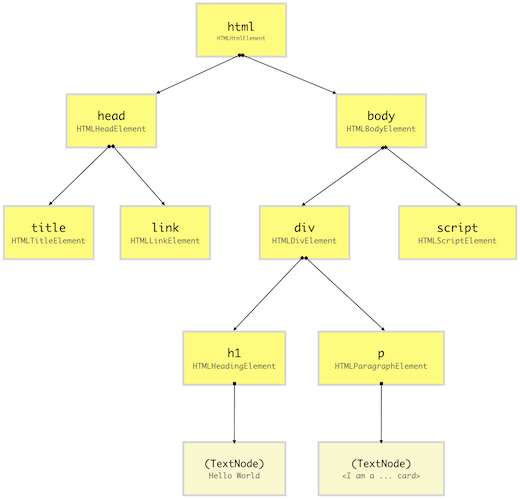 html
HTMLHtmlElement
head
HTMLHeadElement
body
HTMLBodyElement
title
HTMLTitleElement
link
HTMLLinkElement
div
HTMLDivElement
script
HTMLScriptElement
h1
HTMLHeadingElement
p
HTMLParagraphElement
(TextNode)
Hello World
(TextNode)
<I am a ... card>